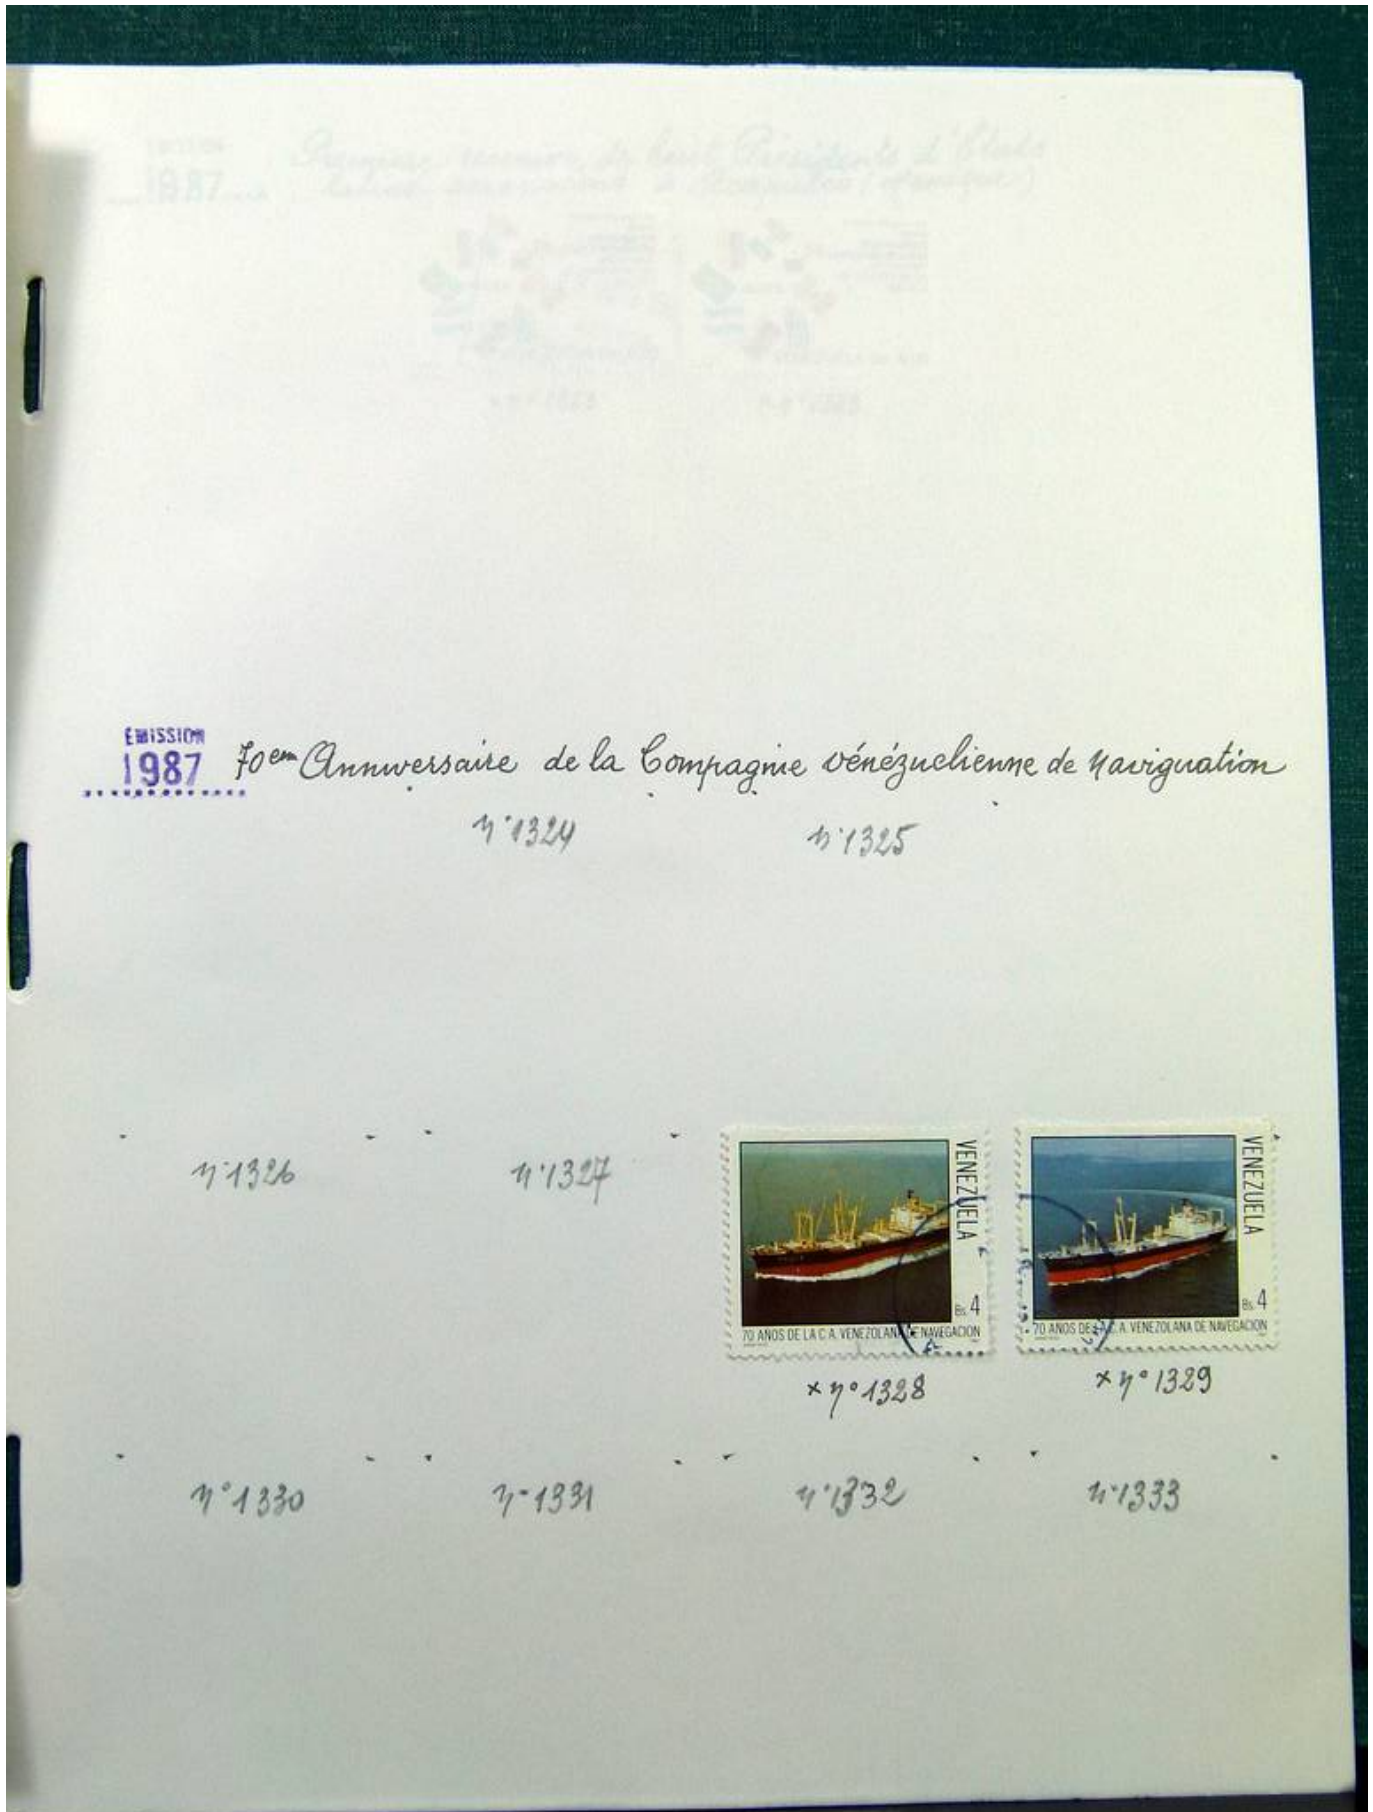 EMISSION
1987
70em Anniversaire de la Compagnie vénézuelienne de Naviguation
n°1324 n°1325
n°1326 n°1327
VENEZUELA
Bs. 4
70 AÑOS DE LA C.A. VENEZOLANA DE NAVEGACION
VENEZUELA
Bs. 4
70 AÑOS DE LA C.A. VENEZOLANA DE NAVEGACION
x n°1328 x n°1329
n°1330 n°1331 n°1332 n°1333
1987